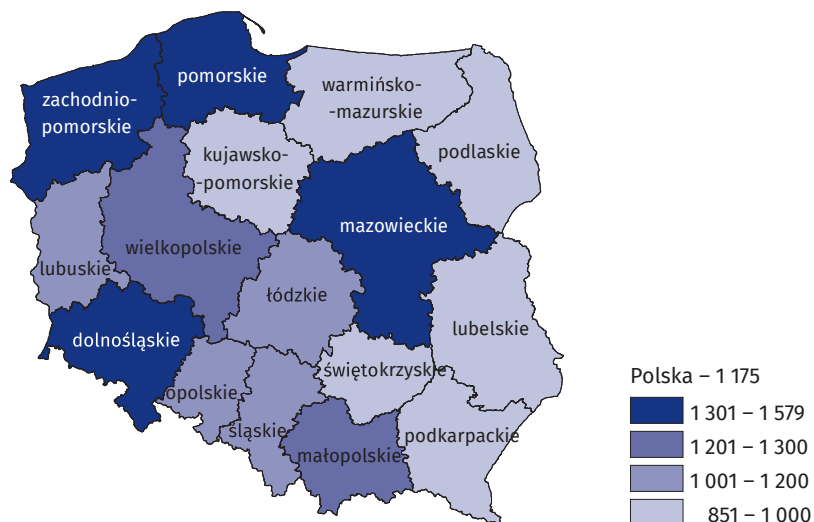 pomorskie
zachodnio-
pomorskie
warmińsko-
-mazurskie
podlaskie
kujawsko-
-pomorskie
mazowieckie
wielkopolskie
lubuskie
łódzkie
lubelskie
dolnośląskie
świętokrzyskie
opolskie
śląskie
małopolskie
podkarpackie
Polska – 1 175
1 301 – 1 579
1 201 – 1 300
1 001 – 1 200
851 – 1 000